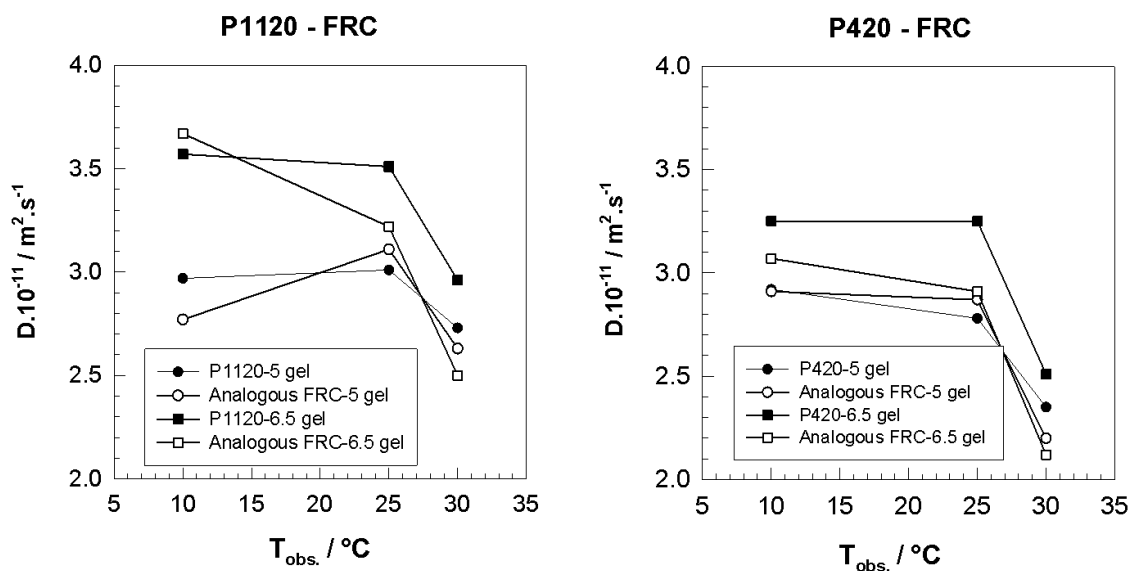 P1120 - FRC
D.10⁻¹¹ / m².s⁻¹
4.0
3.5
3.0
2.5
2.0
P1120-5 gel
Analogous FRC-5 gel
P1120-6.5 gel
Analogous FRC-6.5 gel
5 10 15 20 25 30 35
T obs. / °C
P420 - FRC
D.10⁻¹¹ / m².s⁻¹
4.0
3.5
3.0
2.5
2.0
P420-5 gel
Analogous FRC-5 gel
P420-6.5 gel
Analogous FRC-6.5 gel
5 10 15 20 25 30 35
T obs. / °C